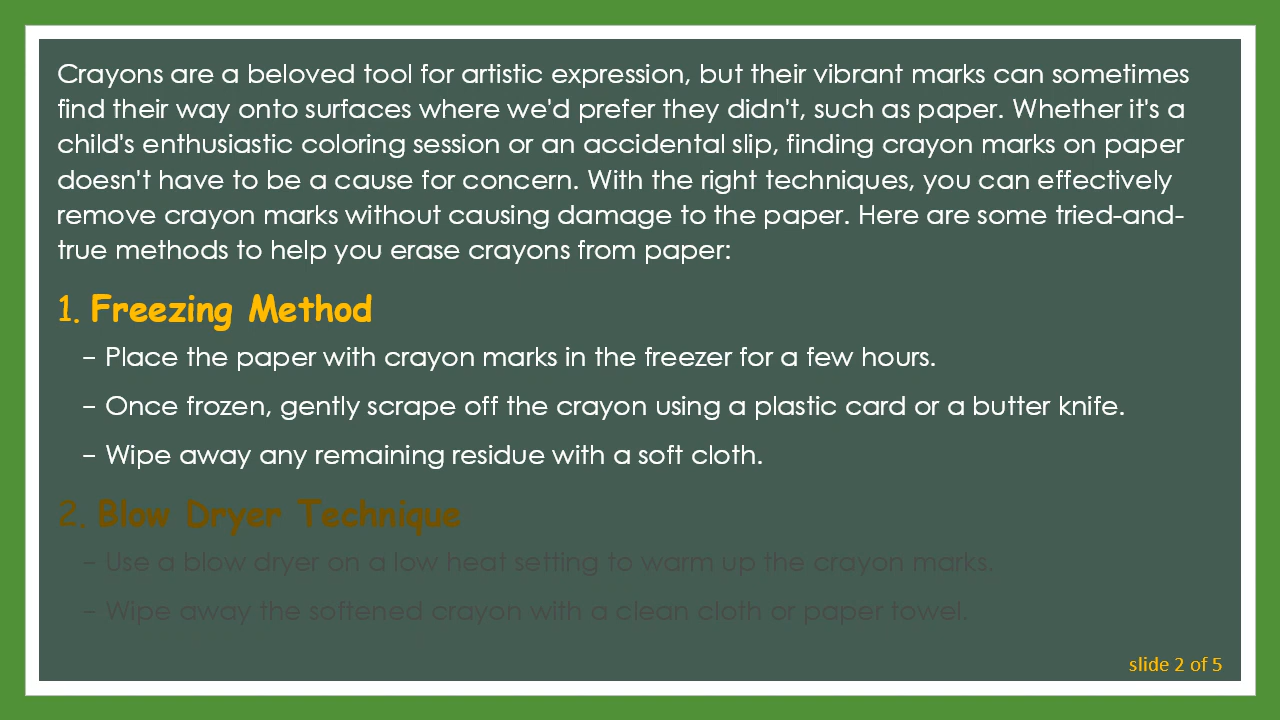 Crayons are a beloved tool for artistic expression, but their vibrant marks can sometimes
find their way onto surfaces where we'd prefer they didn't, such as paper. Whether it's a
child's enthusiastic coloring session or an accidental slip, finding crayon marks on paper
doesn't have to be a cause for concern. With the right techniques, you can effectively
remove crayon marks without causing damage to the paper. Here are some tried-and-
true methods to help you erase crayons from paper:
1. Freezing Method
– Place the paper with crayon marks in the freezer for a few hours.
– Once frozen, gently scrape off the crayon using a plastic card or a butter knife.
– Wipe away any remaining residue with a soft cloth.
2. Blow Dryer Technique
– Use a blow dryer on a low heat setting to warm up the crayon marks.
– Wipe away the softened crayon with a clean cloth or paper towel.
slide 2 of 5